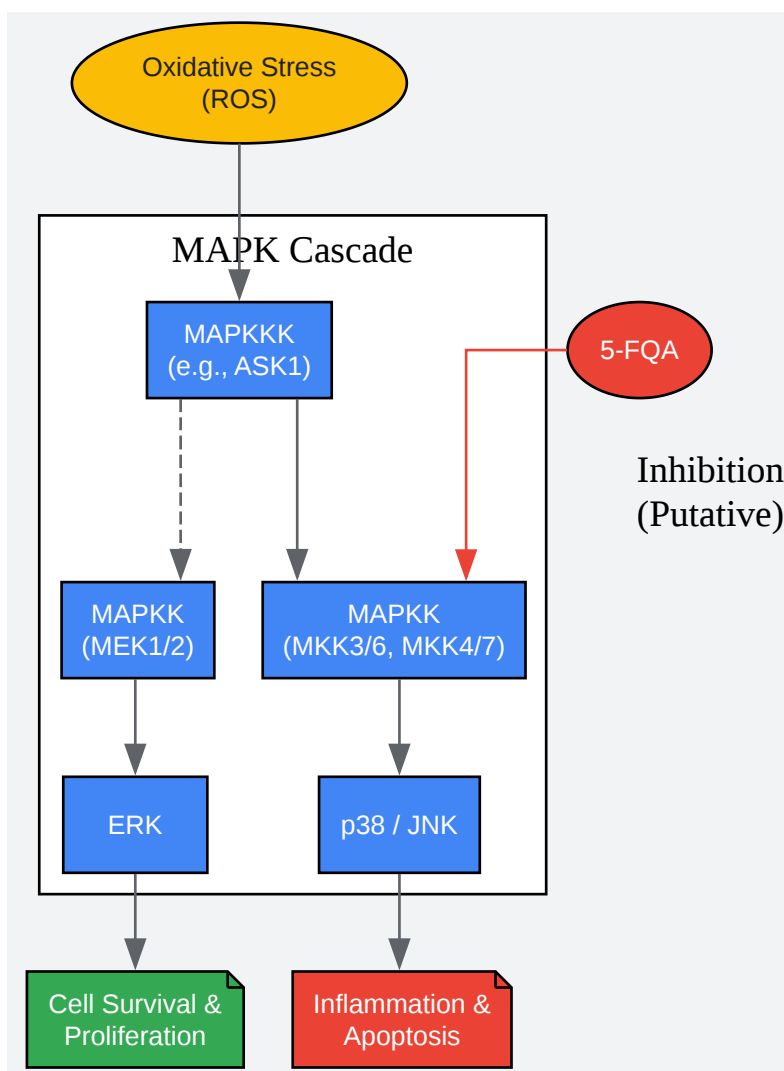 Oxidative Stress
(ROS)
MAPK Cascade
MAPKKK
(e.g., ASK1)
5-FQA
Inhibition
(Putative)
MAPKK
(MEK1/2)
MAPKK
(MKK3/6, MKK4/7)
ERK
p38 / JNK
Cell Survival &
Proliferation
Inflammation &
Apoptosis